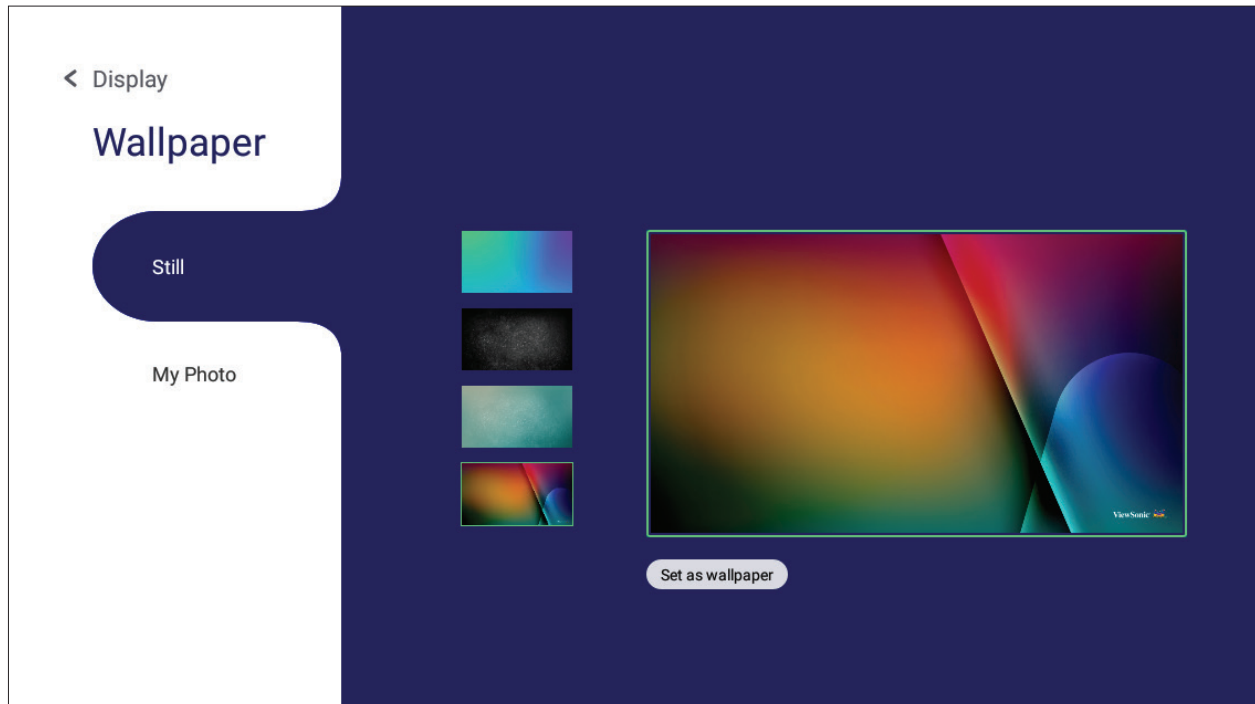 Display
Wallpaper
Still
My Photo
ViewSonic
Set as wallpaper